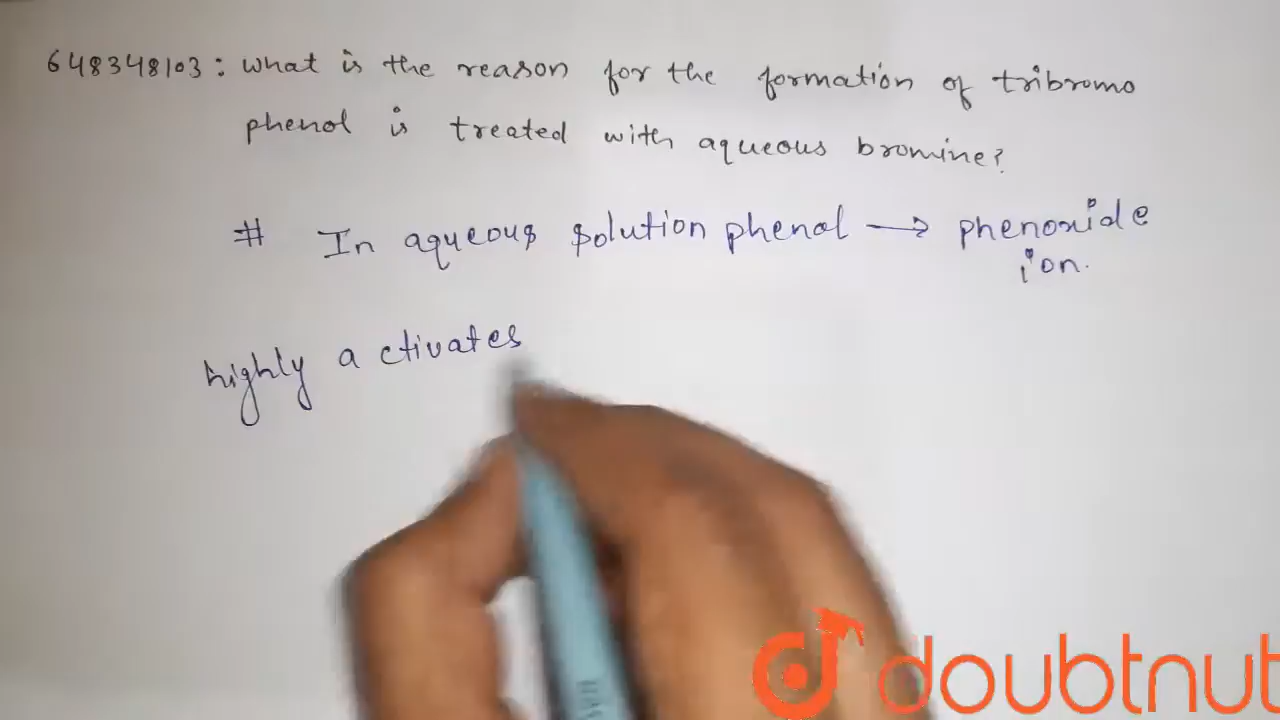 648348103: what is the reason for the formation of tribromo
phenol is treated with aqueous bromine?
# In aqueous solution phenol → phenoxide
ion.
highly activates
doubtnut